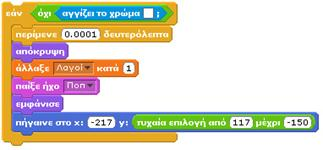 εάν όχι αγγίζει το χρώμα ;
περίμενε 0.0001 δευτερόλεπτα
απόκρυψη
άλλαξε Λαγοί κατά 1
παίξε ήχο Ποπ
εμφάνισε
πήγαινε στο x: -217 y: τυχαία επιλογή από 117 μέχρι -150